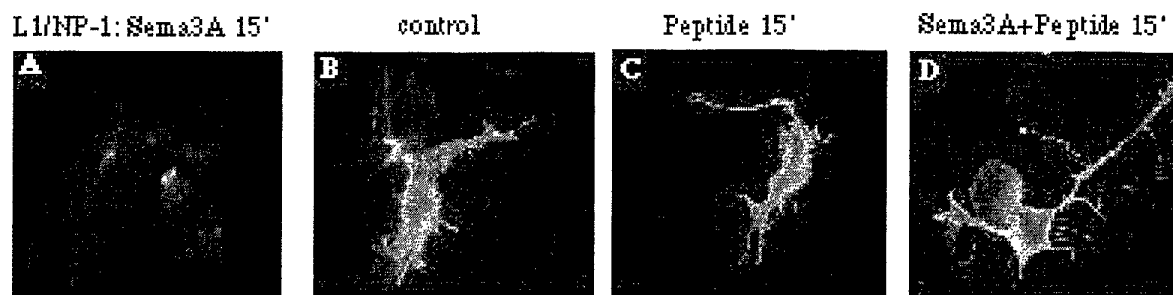 L1/NP-1: Sema3A 15' control Peptide 15' Sema3A+Peptide 15'
A B C D